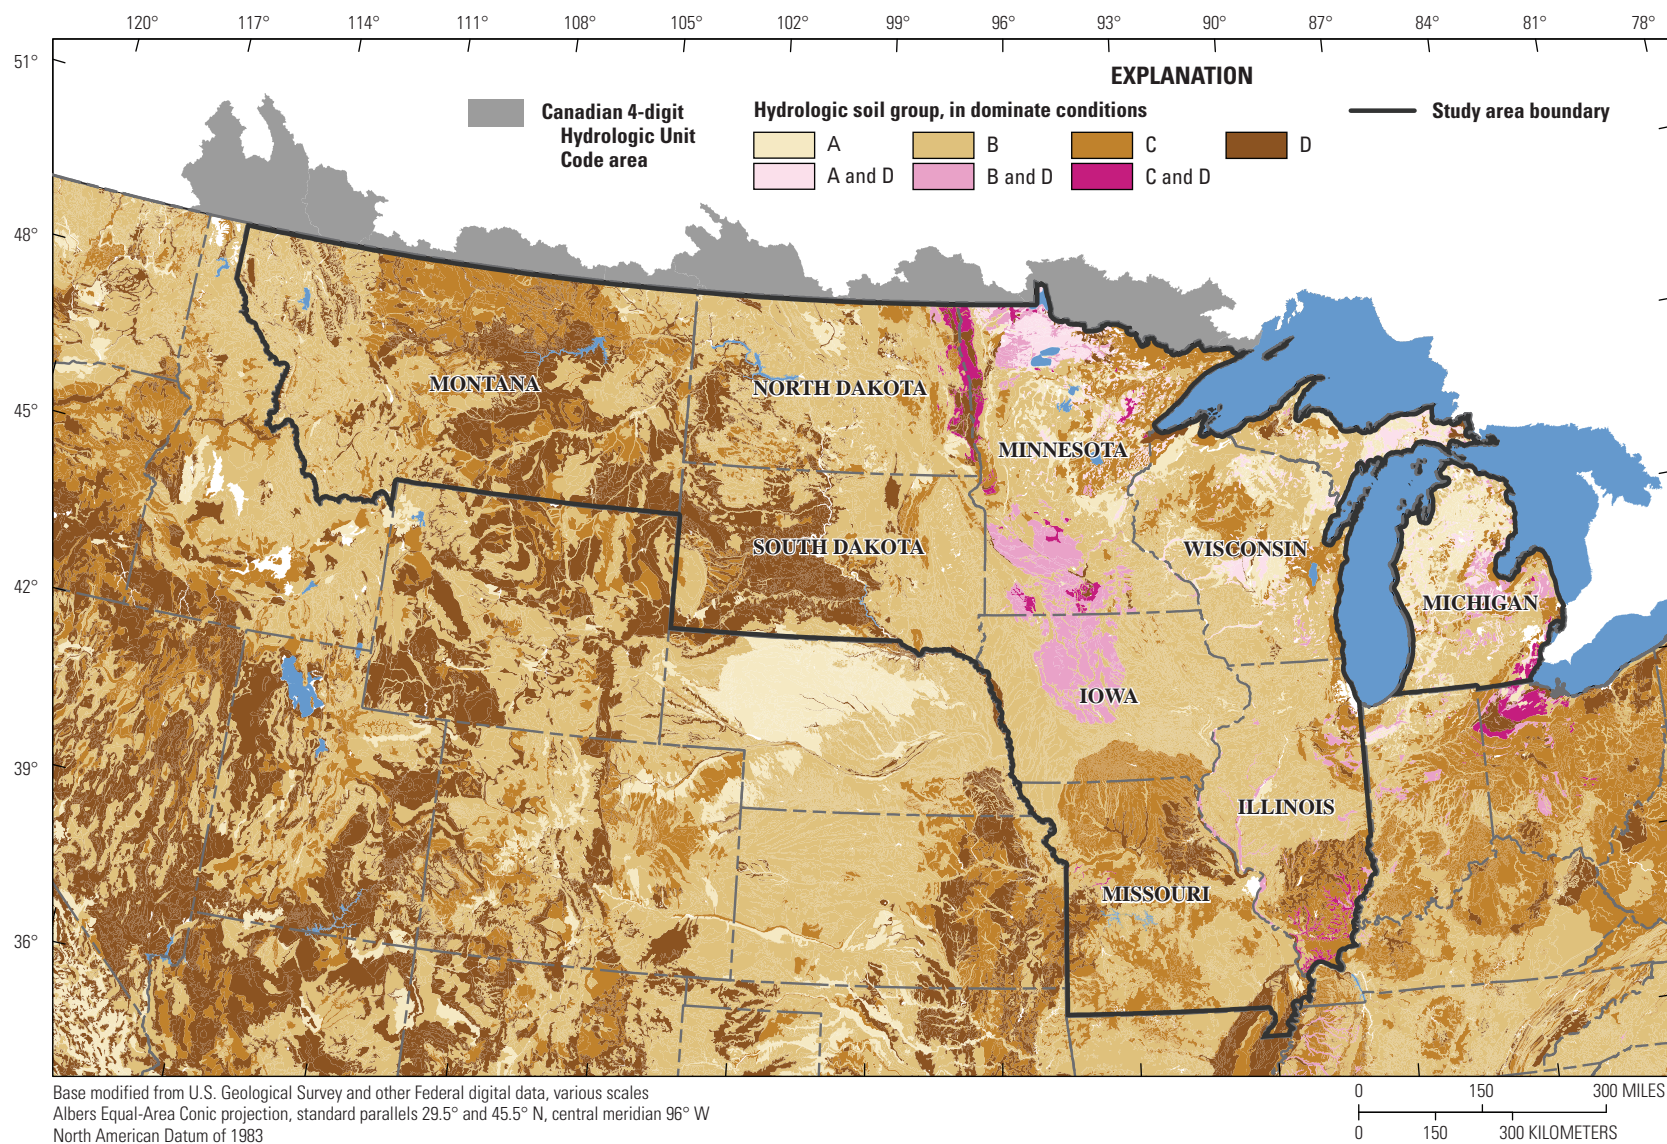 120° 117° 114° 111° 108° 105° 102° 99° 96° 93° 90° 87° 84° 81° 78°
51°
48°
45°
42°
39°
36°
EXPLANATION
Canadian 4-digit
Hydrologic Unit
Code area
Hydrologic soil group, in dominate conditions
A B C D
A and D B and D C and D
Study area boundary
MONTANA
NORTH DAKOTA
MINNESOTA
SOUTH DAKOTA
WISCONSIN
MICHIGAN
IOWA
ILLINOIS
MISSOURI
Base modified from U.S. Geological Survey and other Federal digital data, various scales
Albers Equal-Area Conic projection, standard parallels 29.5° and 45.5° N, central meridian 96° W
North American Datum of 1983
0 150 300 MILES
0 150 300 KILOMETERS